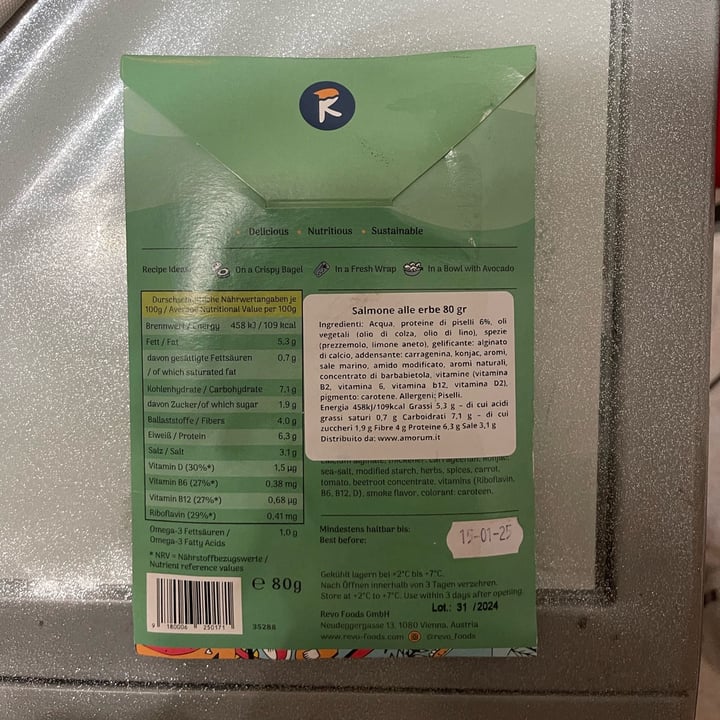 Delicious • Nutritious • Sustainable
Recipe Ideas: On a Crispy Bagel In a Fresh Wrap In a Bowl with Avocado
Durschschnittliche Nährwertangaben je
100g / Average Nutritional Value per 100g
Brennwert / Energy 458 kJ / 109 kcal
Fett / Fat 5,3 g
davon gesättigte Fettsäuren 0,7 g
/ of which saturated fat
Kohlenhydrate / Carbohydrate 7,1 g
davon Zucker/of which sugar 1,9 g
Ballaststoffe / Fibers 4,0 g
Eiweiß / Protein 6,3 g
Salz / Salt 3,1 g
Vitamin D (30%*) 1,5 µg
Vitamin B6 (27%*) 0,38 mg
Vitamin B12 (27%*) 0,68 µg
Riboflavin (29%*) 0,41 mg
Omega-3 Fettsäuren / 1,0 g
Omega-3 Fatty Acids
* NRV = Nährstoffbezugswerte /
Nutrient reference values
℮ 80g
9 180006 250171
35288
Salmone alle erbe 80 gr
Ingredienti: Acqua, proteine di piselli 6%, oli
vegetali (olio di colza, olio di lino), spezie
(prezzemolo, limone aneto), gelificante: alginato
di calcio, addensante: carragenina, konjac, aromi,
sale marino, amido modificato, aromi naturali,
concentrato di barbabietola, vitamine (vitamina
B2, vitamina 6, vitamina b12, vitamina D2),
pigmento: carotene. Allergeni: Piselli.
Energia 458kJ/109kcal Grassi 5,3 g – di cui acidi
grassi saturi 0,7 g Carboidrati 7,1 g – di cui
zuccheri 1,9 g Fibre 4 g Proteine 6,3 g Sale 3,1 g
Distribuito da: www.amorum.it
calcium alginate, thickener: carrageenan, konjac,
sea-salt, modified starch, herbs, spices, carrot,
tomato, beetroot concentrate, vitamins (Riboflavin,
B6, B12, D), smoke flavor, colorant: caroteen.
Mindestens haltbar bis:
Best before:
15-01-25
Gekühlt lagern bei +2°C bis +7°C.
Nach Öffnen innerhalb von 3 Tagen verzehren.
Store at +2°C to +7°C. Use within 3 days after opening.
Lot.: 31 /2024
Revo Foods GmbH
Neudeggergasse 13, 1080 Vienna, Austria
www.revo-foods.com @revo_foods